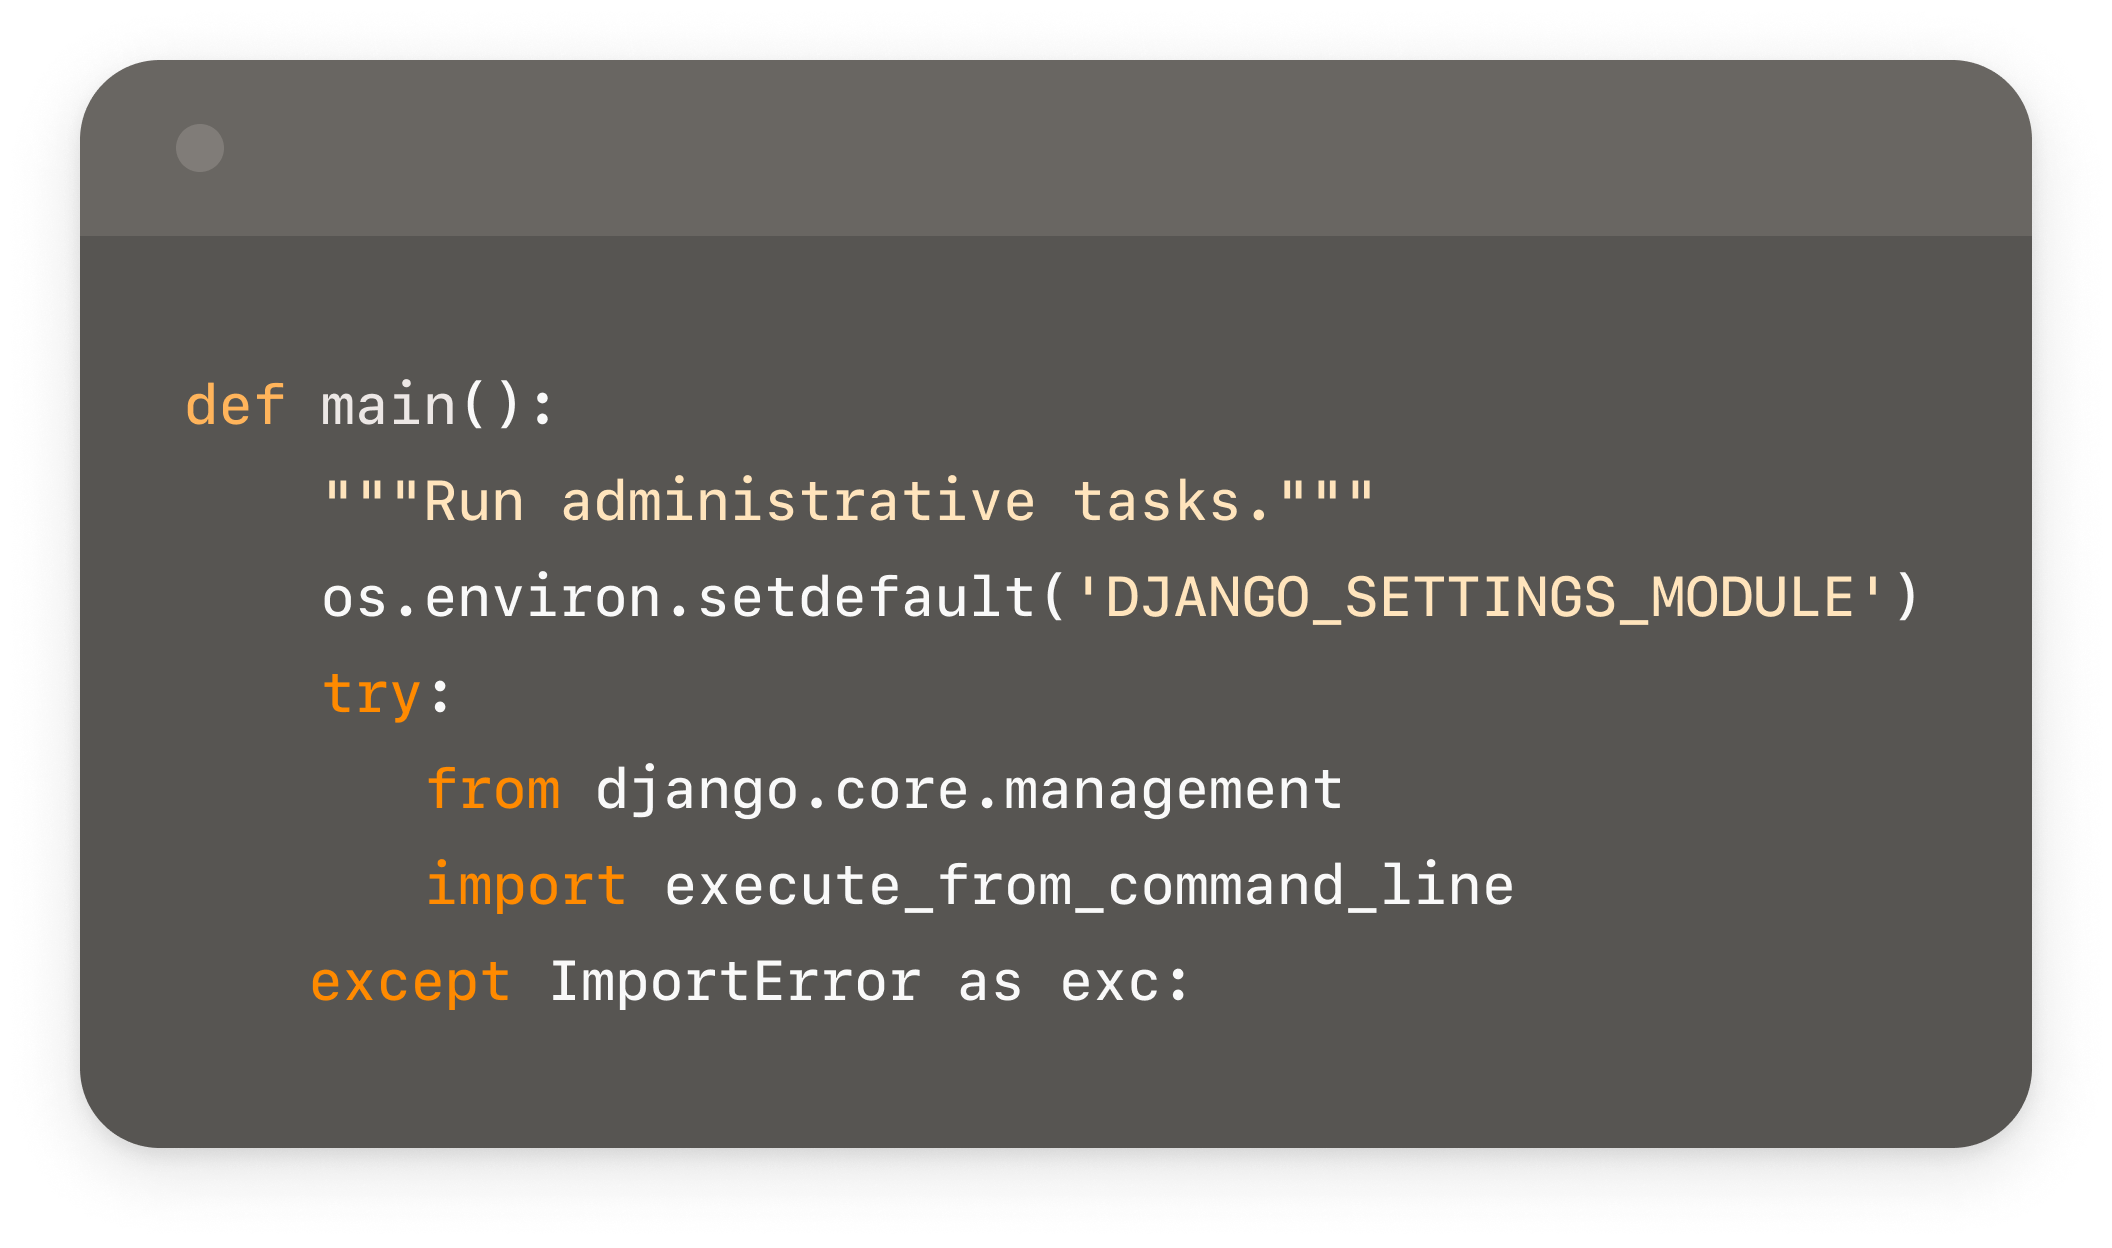 def main():
    """Run administrative tasks."""
    os.environ.setdefault('DJANGO_SETTINGS_MODULE')
    try:
       from django.core.management
       import execute_from_command_line
    except ImportError as exc: